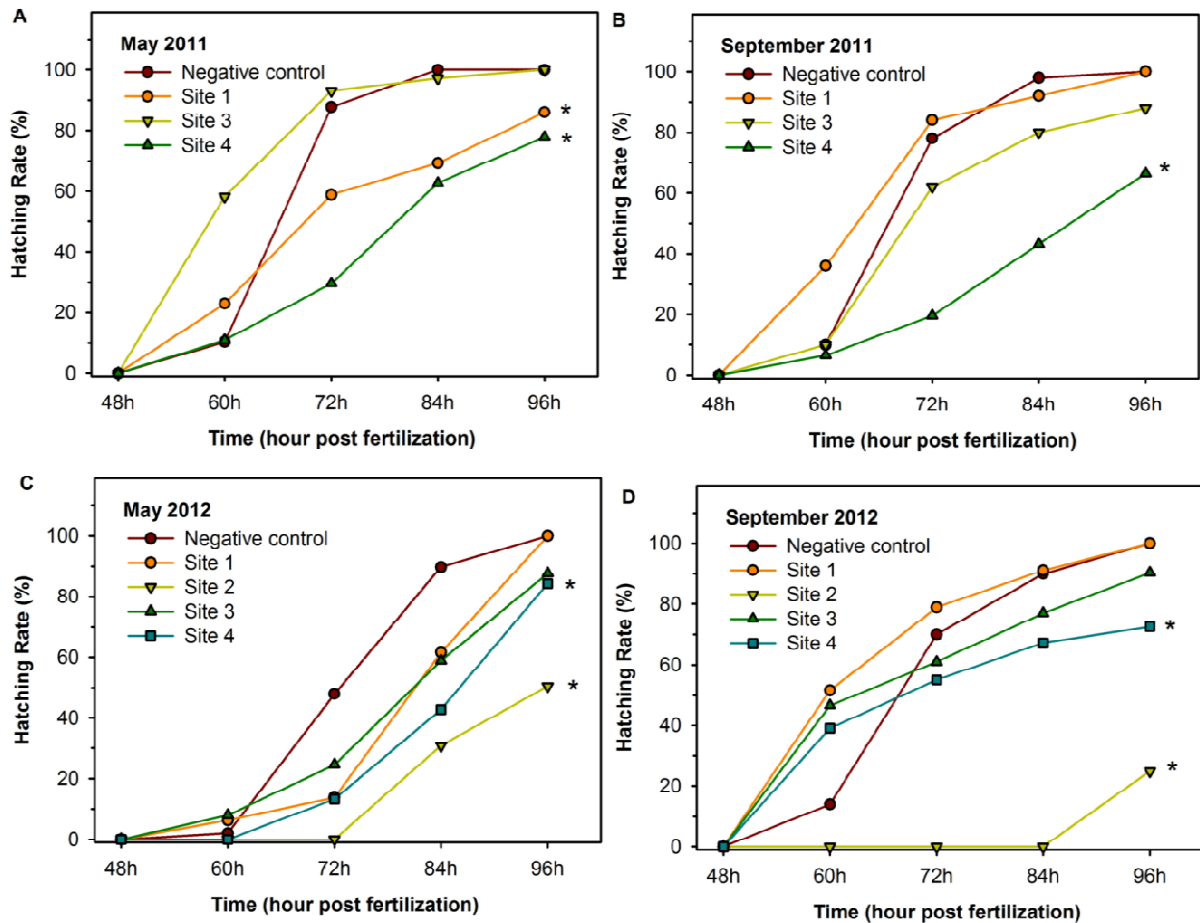 A
May 2011
Negative control
Site 1
Site 3
Site 4
100
80
60
40
20
0
Hatching Rate (%)
*
*
48h 60h 72h 84h 96h
Time (hour post fertilization)
B
September 2011
Negative control
Site 1
Site 3
Site 4
100
80
60
40
20
0
Hatching Rate (%)
*
48h 60h 72h 84h 96h
Time (hour post fertilization)
C
May 2012
Negative control
Site 1
Site 2
Site 3
Site 4
100
80
60
40
20
0
Hatching Rate (%)
*
*
48h 60h 72h 84h 96h
Time (hour post fertilization)
D
September 2012
Negative control
Site 1
Site 2
Site 3
Site 4
100
80
60
40
20
0
Hatching Rate (%)
*
*
48h 60h 72h 84h 96h
Time (hour post fertilization)